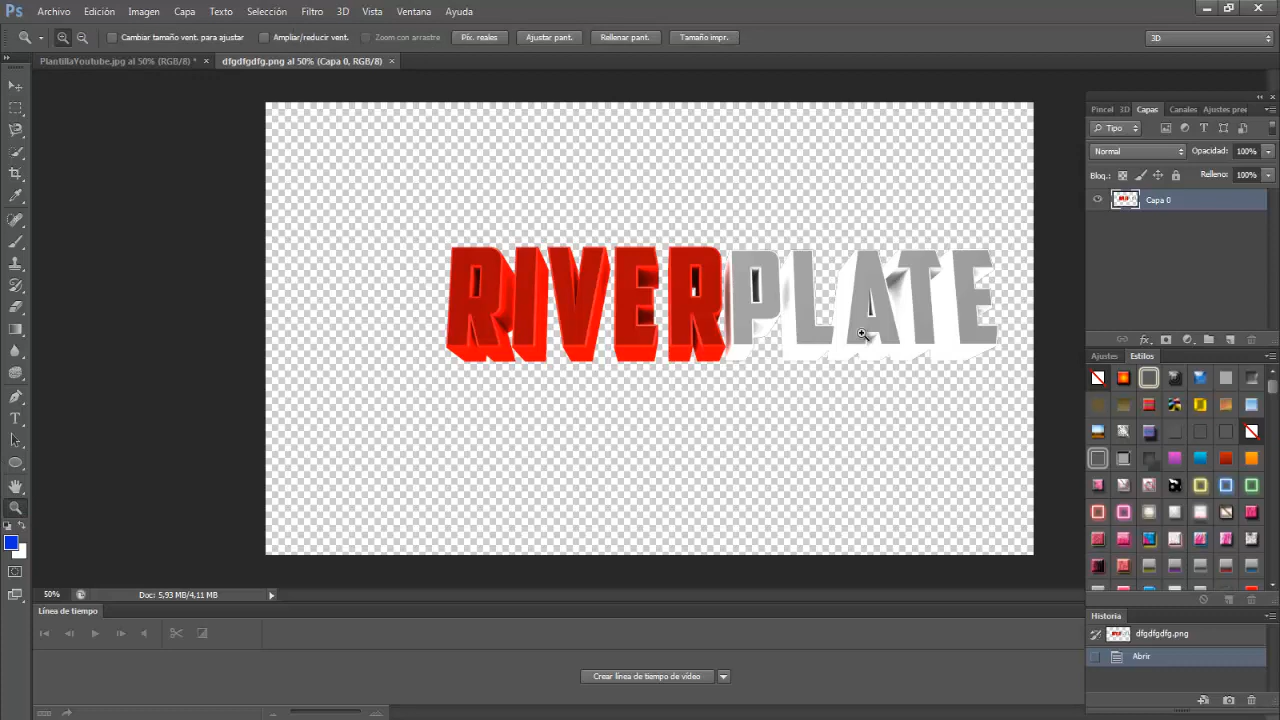 Ps Archivo Edición Imagen Capa Texto Selección Filtro 3D Vista Ventana Ayuda
Cambiar tamaño vent. para ajustar Ampliar/reducir vent. Zoom con arrastre Píx. reales Ajustar pant. Rellenar pant. Tamaño impr. 3D
PlantillaYoutube.jpg al 50% (RGB/8) * × dfgdfgdfg.png al 50% (Capa 0, RGB/8) ×
Pincel 3D Capas Canales Ajustes pres
Tipo
Normal Opacidad: 100%
Bloq.: Relleno: 100%
Capa 0
RIVERPLATE
Ajustes Estilos
50% Doc: 5,93 MB/4,11 MB
Línea de tiempo
Historia
dfgdfgdfg.png
Abrir
Crear línea de tiempo de vídeo